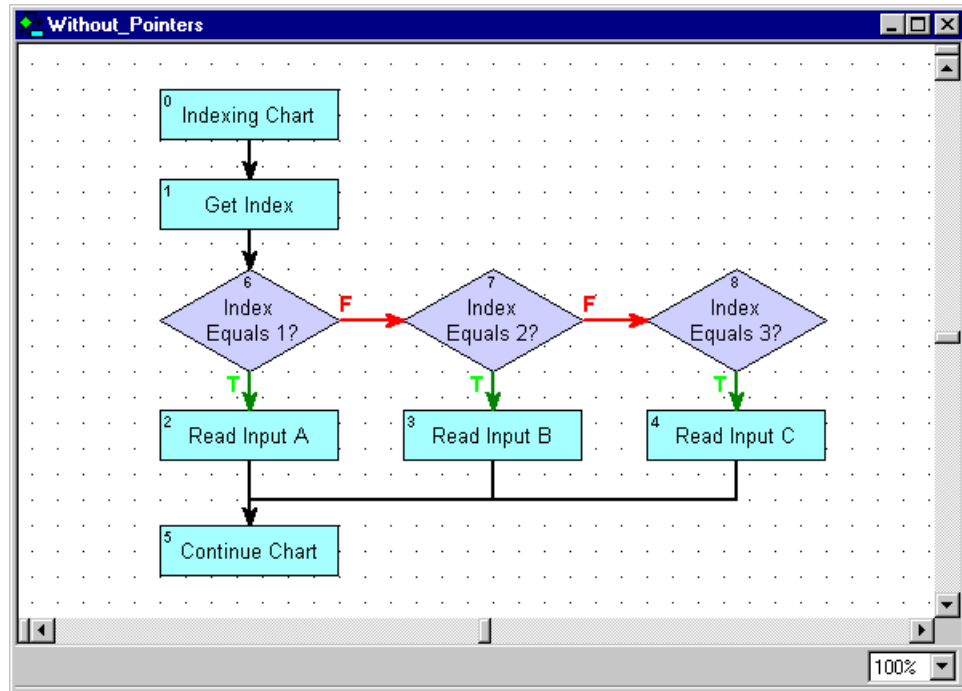 Without_Pointers
0
Indexing Chart
1
Get Index
6
Index
Equals 1?
F
7
Index
Equals 2?
F
8
Index
Equals 3?
T
T
T
2
Read Input A
3
Read Input B
4
Read Input C
5
Continue Chart
100%